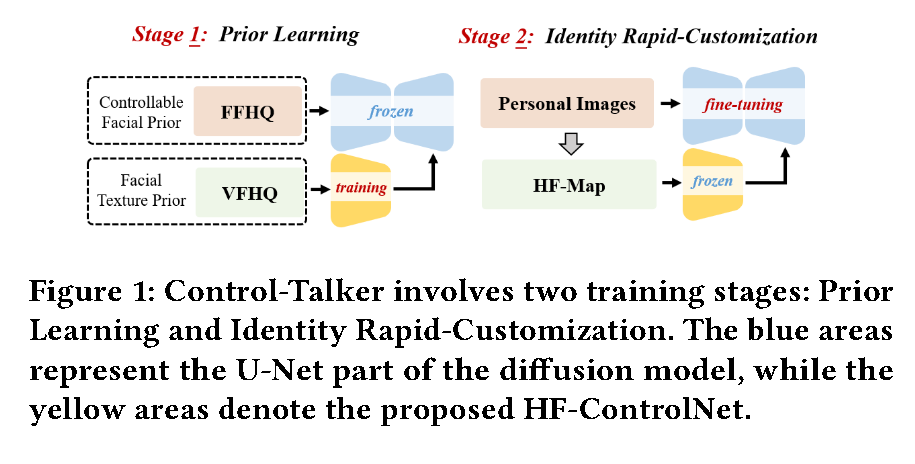 Stage 1: Prior Learning
Stage 2: Identity Rapid-Customization
Controllable
Facial Prior
FFHQ
frozen
Facial
Texture Prior
VFHQ
training
Personal Images
fine-tuning
HF-Map
frozen
Figure 1: Control-Talker involves two training stages: Prior
Learning and Identity Rapid-Customization. The blue areas
represent the U-Net part of the diffusion model, while the
yellow areas denote the proposed HF-ControlNet.